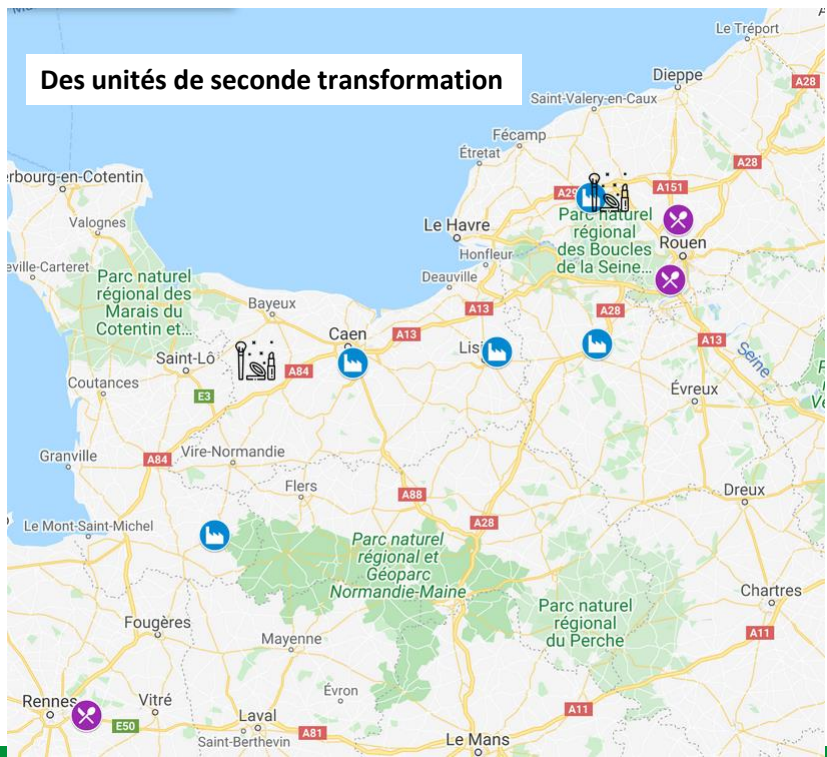 Des unités de seconde transformation
Le Tréport
Dieppe
A28
Saint-Valery-en-Caux
Fécamp
Étretat
A28
erbourg-en-Cotentin
A29
A151
Valognes
Le Havre
Parc naturel
régional
des Boucles
de la Seine...
Rouen
Honfleur
eville-Carteret
Parc naturel
régional des
Marais du
Cotentin et...
Deauville
Bayeux
A13
A28
Caen
A13
Lisi
A13
Seine
Saint-Lô
A84
Coutances
E3
Évreux
Granville
A84
Vire-Normandie
Flers
A88
Dreux
Le Mont-Saint-Michel
A28
Parc naturel
régional et
Géoparc
Normandie-Maine
Chartres
Parc naturel
régional
du Perche
Fougères
Mayenne
A11
Rennes
Vitré
Évron
E50
Laval
A11
Saint-Berthevin
A81
Le Mans